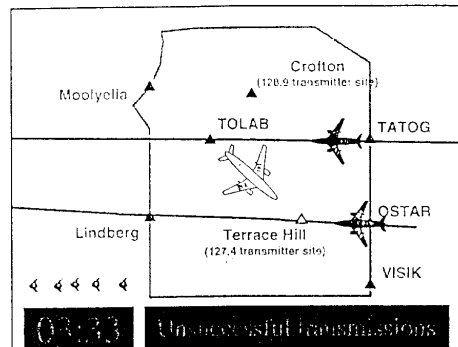 Crofton
(128.9 transmitter site)
TOLAB
TATOG
OSTAR
Lindberg
Terrace Hill
(127.4 transmitter site)
VISIK
03:33
Unsuccessful transmissions